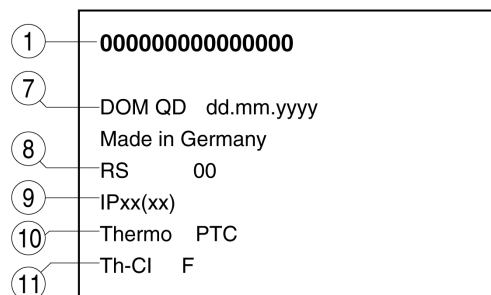 1 000000000000000
7 DOM QD dd.mm.yyyy
Made in Germany
8 RS 00
9 IPxx(xx)
10 Thermo PTC
11 Th-CI F